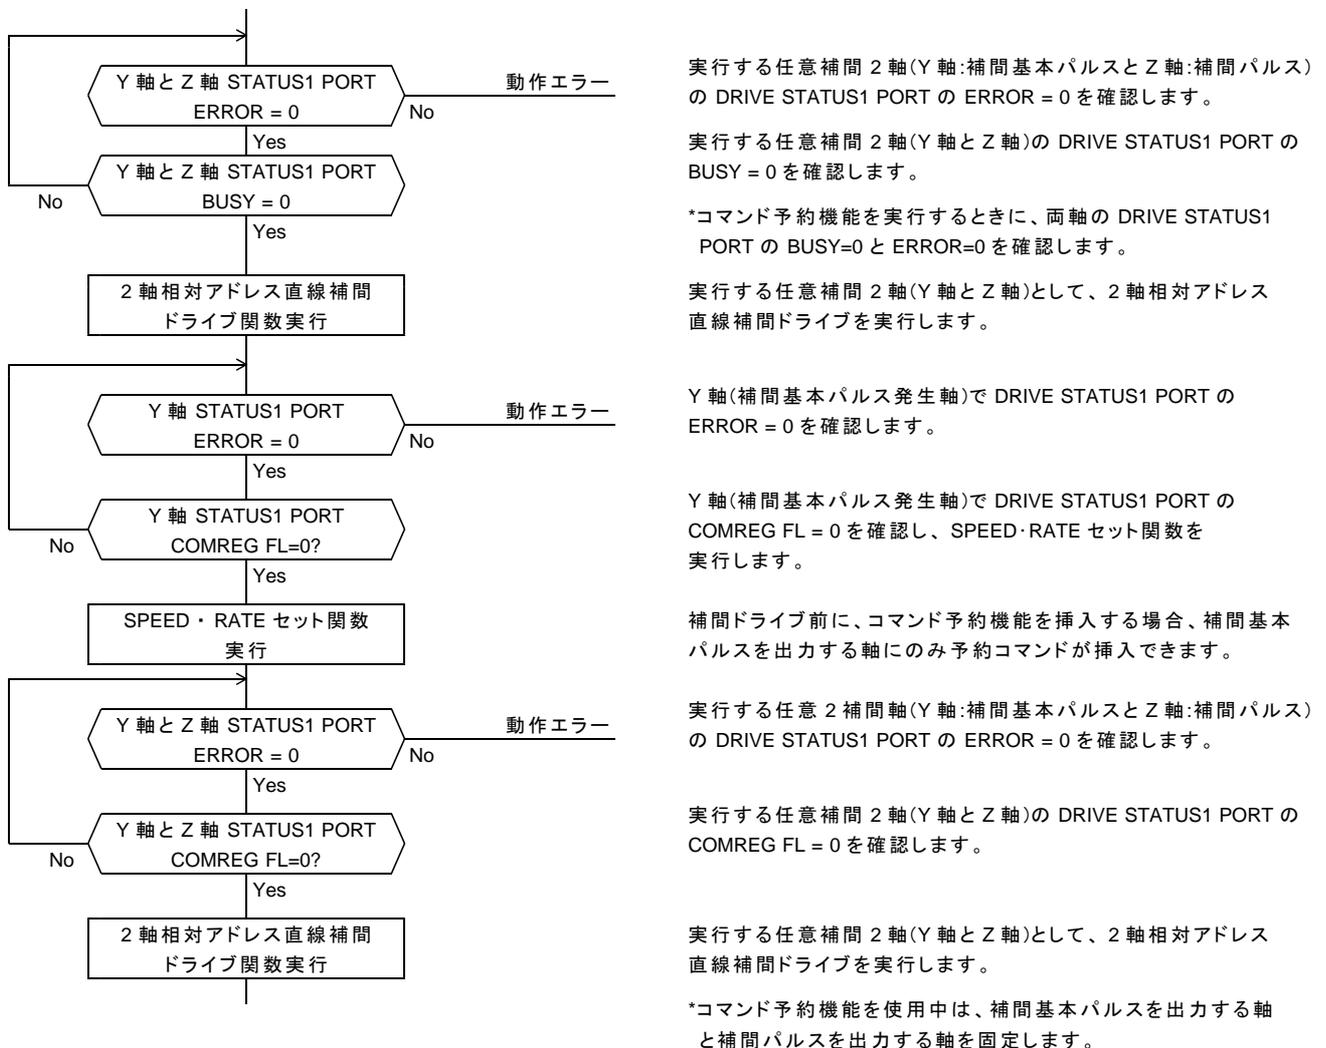 Y 軸と Z 軸 STATUS1 PORT
ERROR = 0
動作エラー
No
Yes
実行する任意補間 2 軸(Y 軸:補間基本パルスと Z 軸:補間パルス)
の DRIVE STATUS1 PORT の ERROR = 0 を確認します。
Y 軸と Z 軸 STATUS1 PORT
BUSY = 0
No
Yes
実行する任意補間 2 軸(Y 軸と Z 軸)の DRIVE STATUS1 PORT の
BUSY = 0 を確認します。
*コマンド予約機能を実行するときに、両軸の DRIVE STATUS1
PORT の BUSY=0 と ERROR=0 を確認します。
2 軸相対アドレス直線補間
ドライブ関数実行
実行する任意補間 2 軸(Y 軸と Z 軸)として、2 軸相対アドレス
直線補間ドライブを実行します。
Y 軸 STATUS1 PORT
ERROR = 0
動作エラー
No
Yes
Y 軸(補間基本パルス発生軸)で DRIVE STATUS1 PORT の
ERROR = 0 を確認します。
Y 軸 STATUS1 PORT
COMREG FL=0?
No
Yes
Y 軸(補間基本パルス発生軸)で DRIVE STATUS1 PORT の
COMREG FL = 0 を確認し、SPEED･RATE セット関数を
実行します。
SPEED ・ RATE セット関数
実行
補間ドライブ前に、コマンド予約機能を挿入する場合、補間基本
パルスを出力する軸にのみ予約コマンドが挿入できます。
Y 軸と Z 軸 STATUS1 PORT
ERROR = 0
動作エラー
No
Yes
実行する任意 2 補間軸(Y 軸:補間基本パルスと Z 軸:補間パルス)
の DRIVE STATUS1 PORT の ERROR = 0 を確認します。
Y 軸と Z 軸 STATUS1 PORT
COMREG FL=0?
No
Yes
実行する任意補間 2 軸(Y 軸と Z 軸)の DRIVE STATUS1 PORT の
COMREG FL = 0 を確認します。
2 軸相対アドレス直線補間
ドライブ関数実行
実行する任意補間 2 軸(Y 軸と Z 軸)として、2 軸相対アドレス
直線補間ドライブを実行します。
*コマンド予約機能を使用中は、補間基本パルスを出力する軸
と補間パルスを出力する軸を固定します。